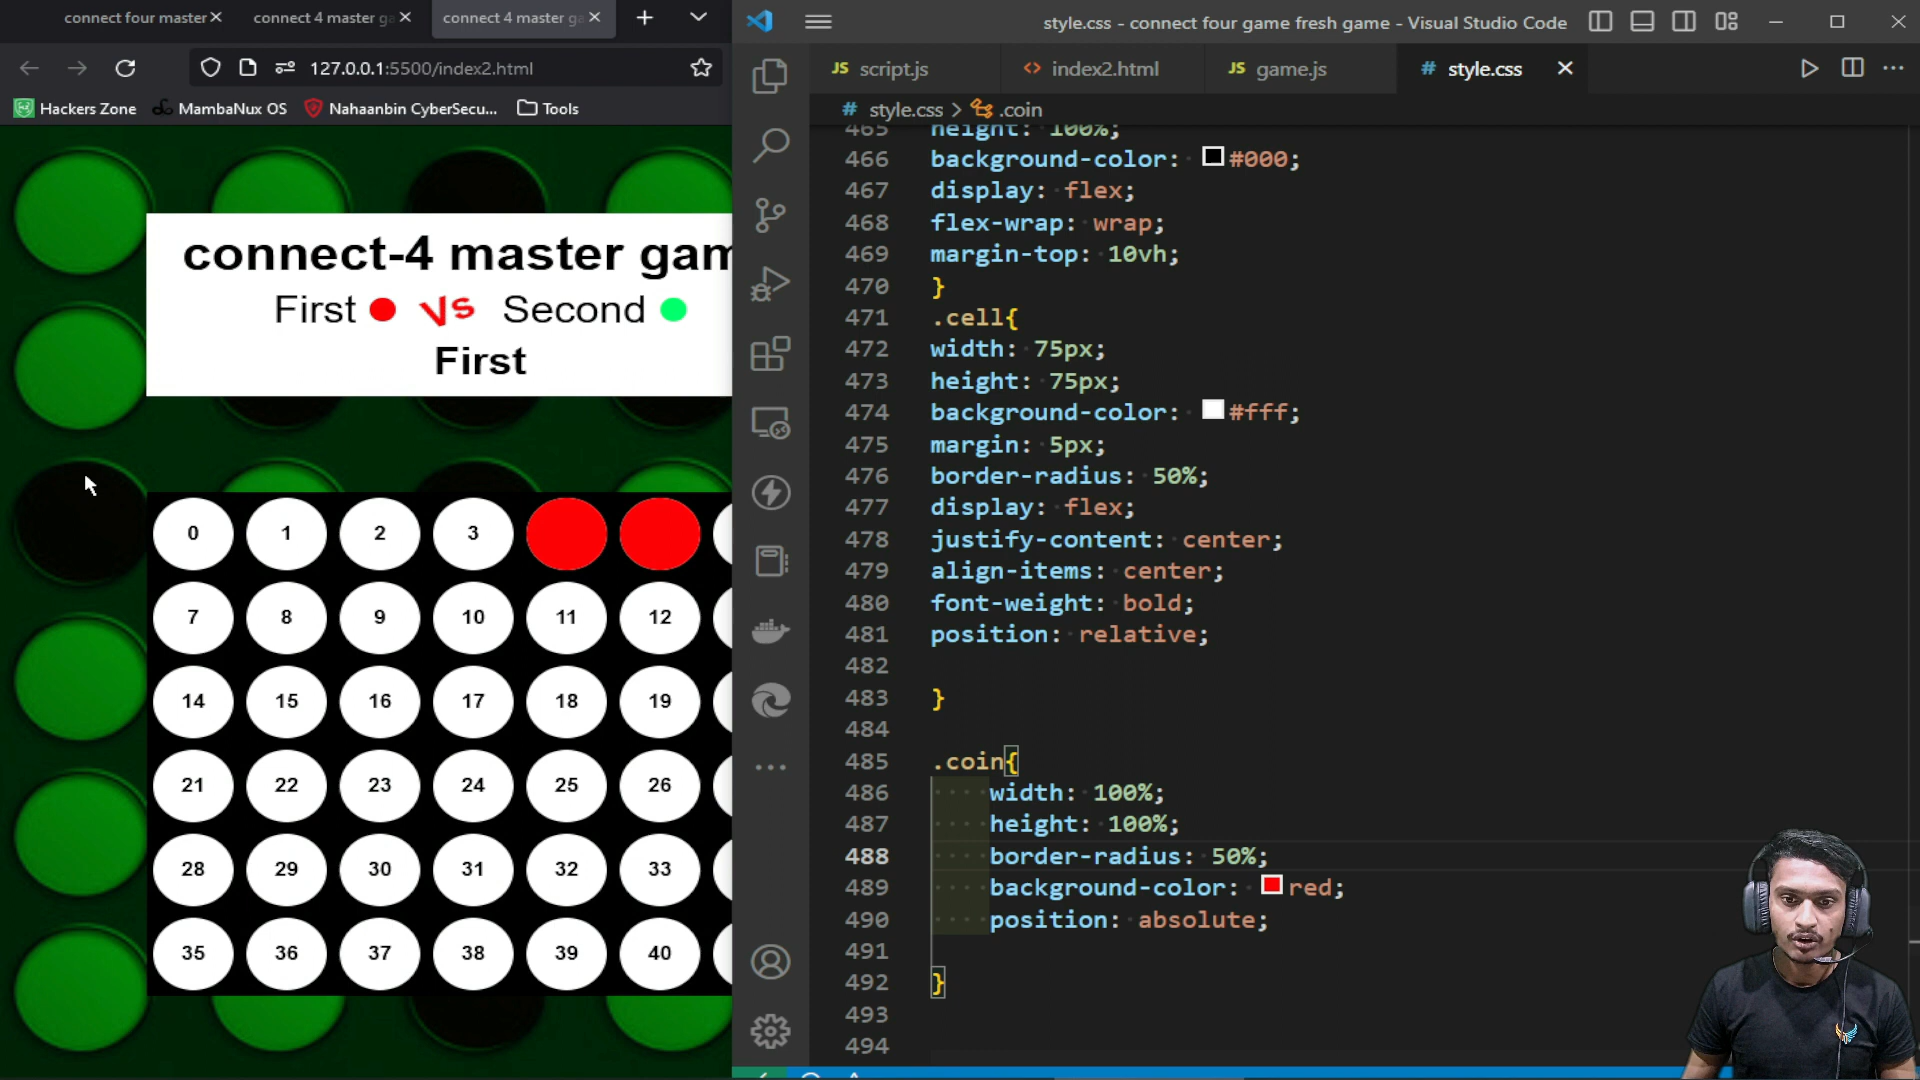 connect four master
connect 4 master ga
connect 4 master ga
127.0.0.1:5500/index2.html
Hackers Zone
MambaNux OS
Nahaanbin CyberSecu...
Tools
connect-4 master gam
First Vs Second
First
0 1 2 3
7 8 9 10 11 12
14 15 16 17 18 19
21 22 23 24 25 26
28 29 30 31 32 33
35 36 37 38 39 40
style.css - connect four game fresh game - Visual Studio Code
JS script.js
<> index2.html
JS game.js
# style.css
# style.css > .coin
465 height: 100%;
466 background-color: #000;
467 display: flex;
468 flex-wrap: wrap;
469 margin-top: 10vh;
470 }
471 .cell{
472 width: 75px;
473 height: 75px;
474 background-color: #fff;
475 margin: 5px;
476 border-radius: 50%;
477 display: flex;
478 justify-content: center;
479 align-items: center;
480 font-weight: bold;
481 position: relative;
482
483 }
484
485 .coin{
486 width: 100%;
487 height: 100%;
488 border-radius: 50%;
489 background-color: red;
490 position: absolute;
491
492 }
493
494